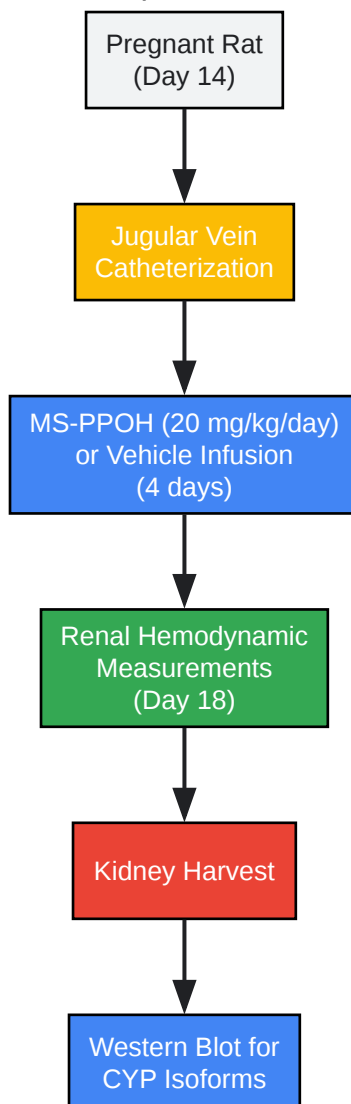 Pregnant Rat
(Day 14)
Jugular Vein
Catheterization
MS-PPOH (20 mg/kg/day)
or Vehicle Infusion
(4 days)
Renal Hemodynamic
Measurements
(Day 18)
Kidney Harvest
Western Blot for
CYP Isoforms